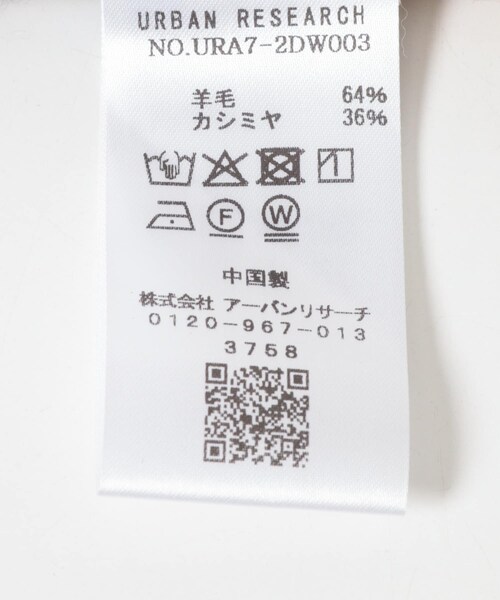 URBAN RESEARCH
NO.URA7-2DW003
羊毛 64%
カシミヤ 36%
F W
中国製
株式会社 アーバンリサーチ
0120-967-013
3758